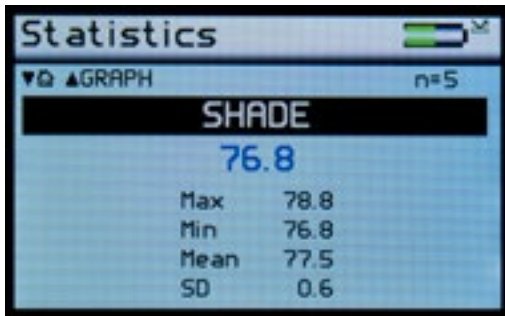 Statistics
▼⌂ ▲GRAPH n=5
SHADE
76.8
Max 78.8
Min 76.8
Mean 77.5
SD 0.6